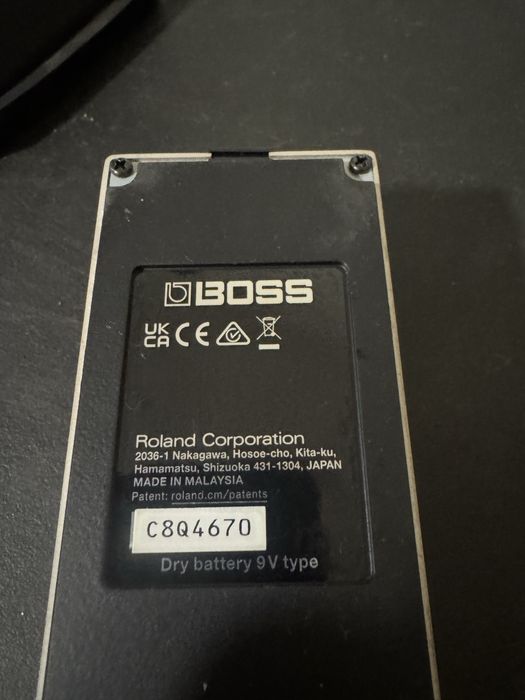 BOSS
UK
CA CE
Roland Corporation
2036-1 Nakagawa, Hosoe-cho, Kita-ku,
Hamamatsu, Shizuoka 431-1304, JAPAN
MADE IN MALAYSIA
Patent: roland.cm/patents
C8Q4670
Dry battery 9V type